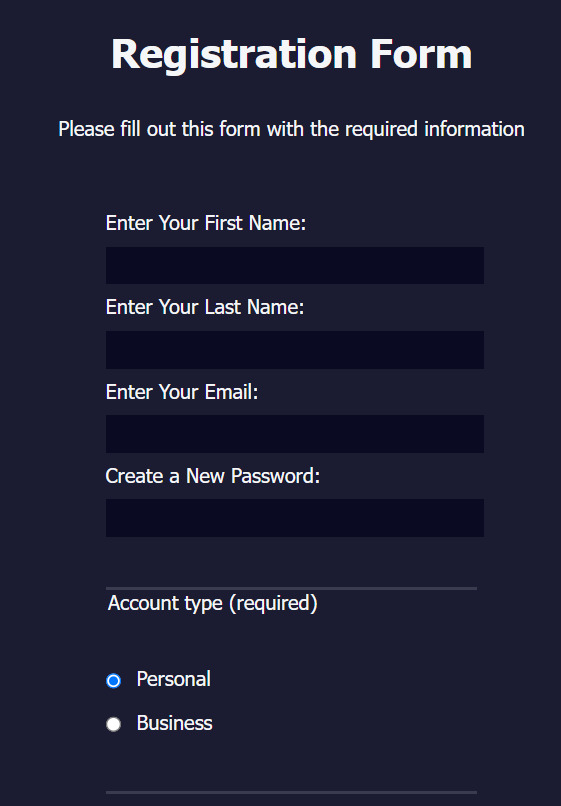 Registration Form
Please fill out this form with the required information
Enter Your First Name:
Enter Your Last Name:
Enter Your Email:
Create a New Password:
Account type (required)
Personal
Business